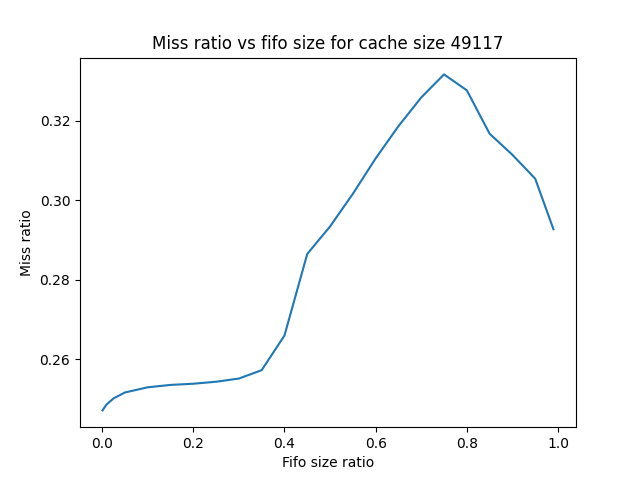 Miss ratio vs fifo size for cache size 49117
0.32
0.30
0.28
0.26
Miss ratio
0.0 0.2 0.4 0.6 0.8 1.0
Fifo size ratio